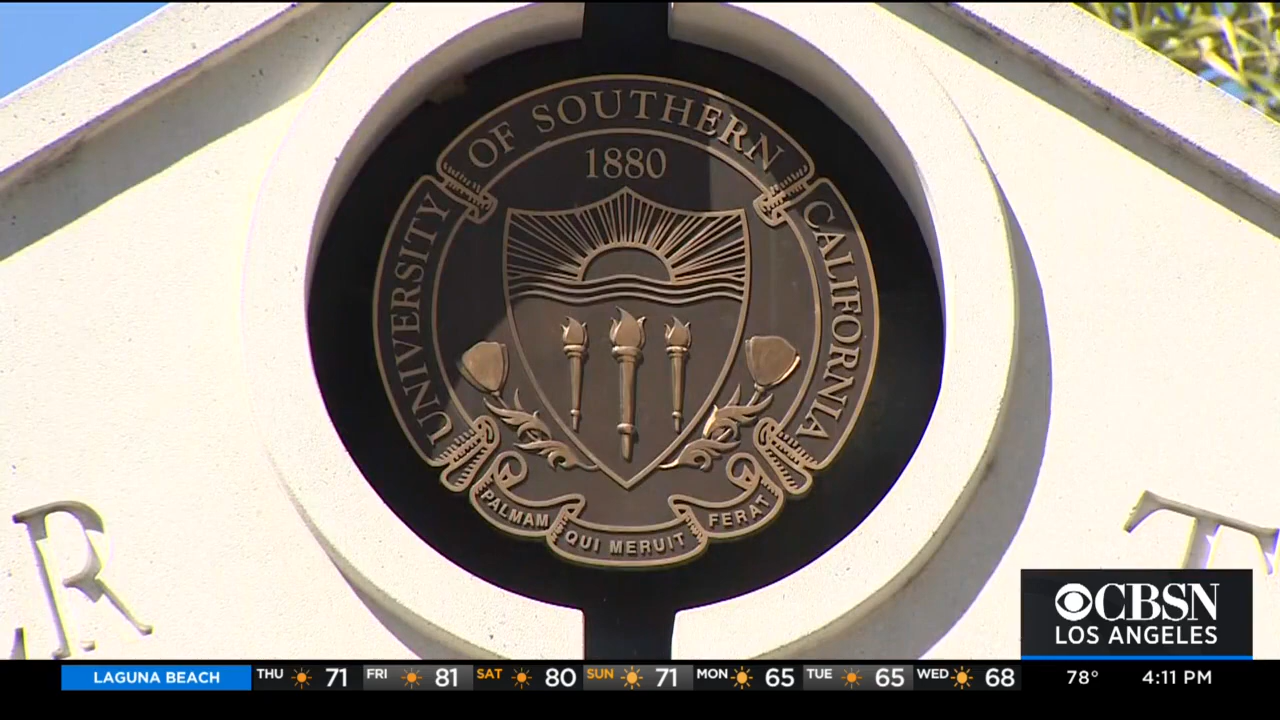 UNIVERSITY OF SOUTHERN CALIFORNIA
1880
PALMAM QUI MERUIT FERAT
R
T
CBSN
LOS ANGELES
LAGUNA BEACH THU 71 FRI 81 SAT 80 SUN 71 MON 65 TUE 65 WED 68 78° 4:11 PM